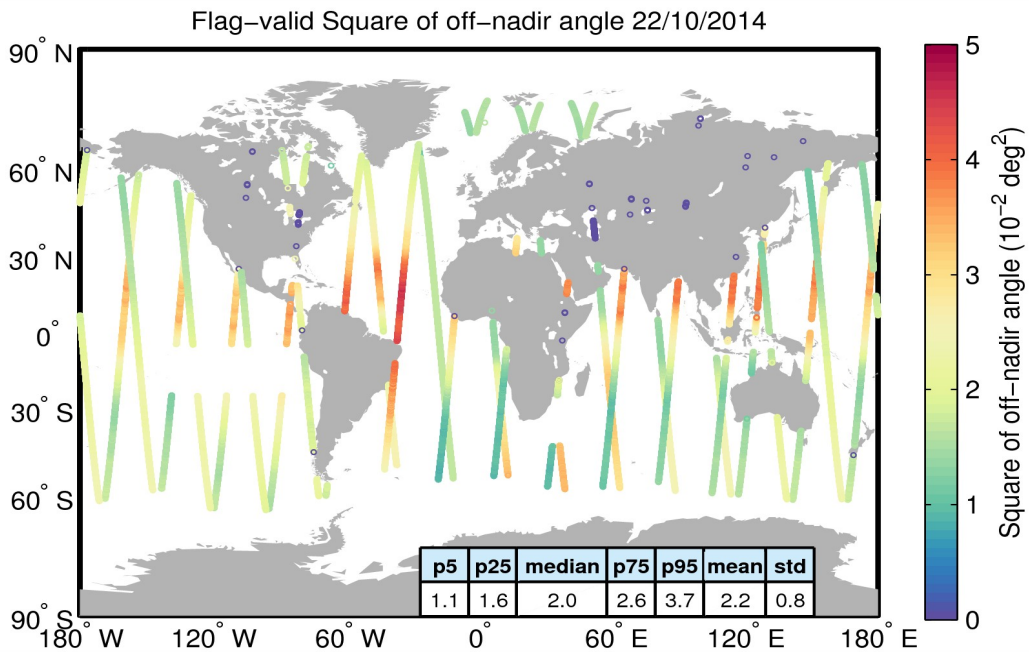 Flag−valid Square of off−nadir angle 22/10/2014
90° N
60° N
30° N
0°
30° S
60° S
90° S
180° W
120° W
60° W
0°
60° E
120° E
180° E
p5 p25 median p75 p95 mean std
1.1 1.6 2.0 2.6 3.7 2.2 0.8
5
4
3
2
1
0
Square of off−nadir angle (10⁻² deg²)